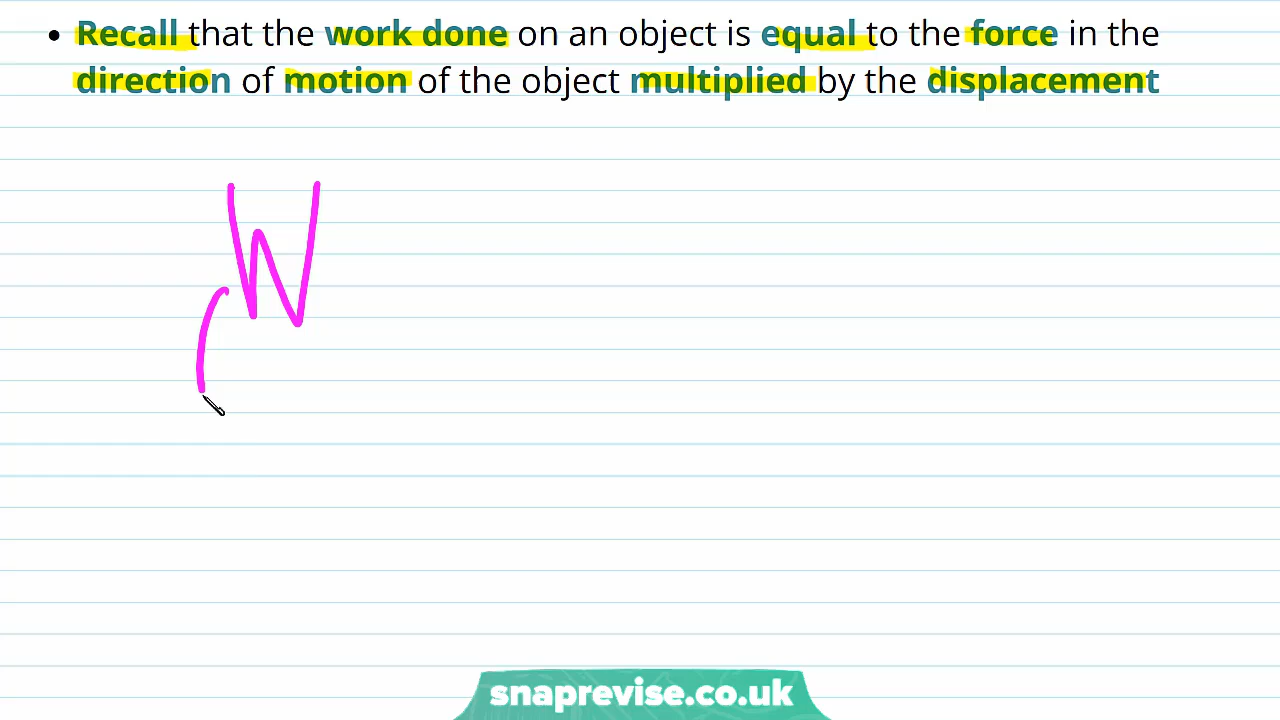 • Recall that the work done on an object is equal to the force in the
direction of motion of the object multiplied by the displacement
W
snaprevise.co.uk